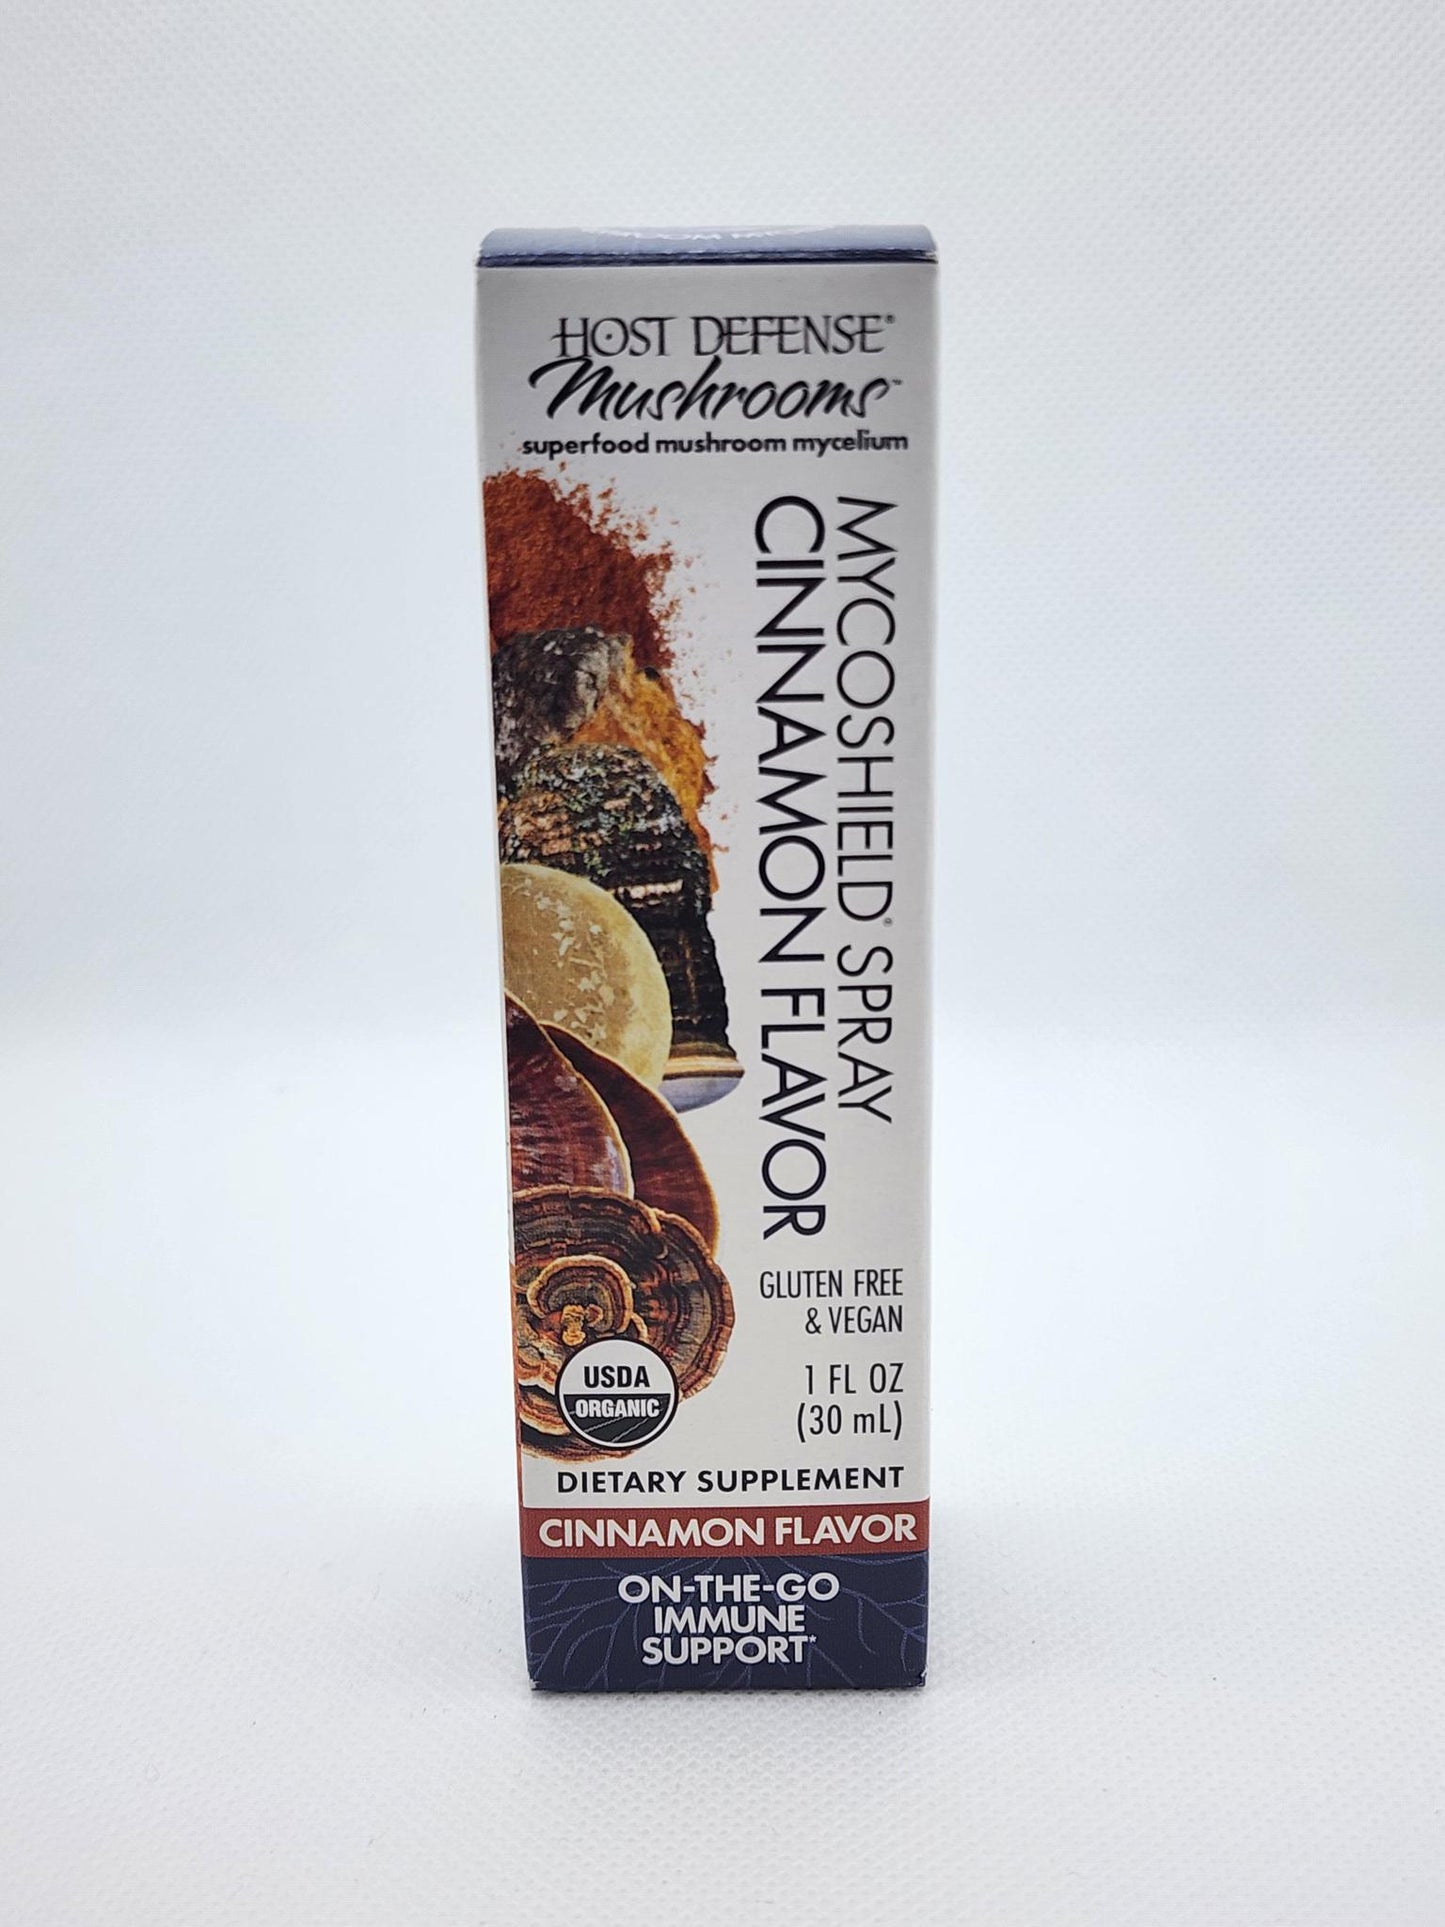 HOST DEFENSE®
Mushrooms™
superfood mushroom mycelium
MYCOSHIELD® SPRAY
CINNAMON FLAVOR
GLUTEN FREE
& VEGAN
1 FL OZ
(30 mL)
USDA
ORGANIC
DIETARY SUPPLEMENT
CINNAMON FLAVOR
ON-THE-GO
IMMUNE
SUPPORT*